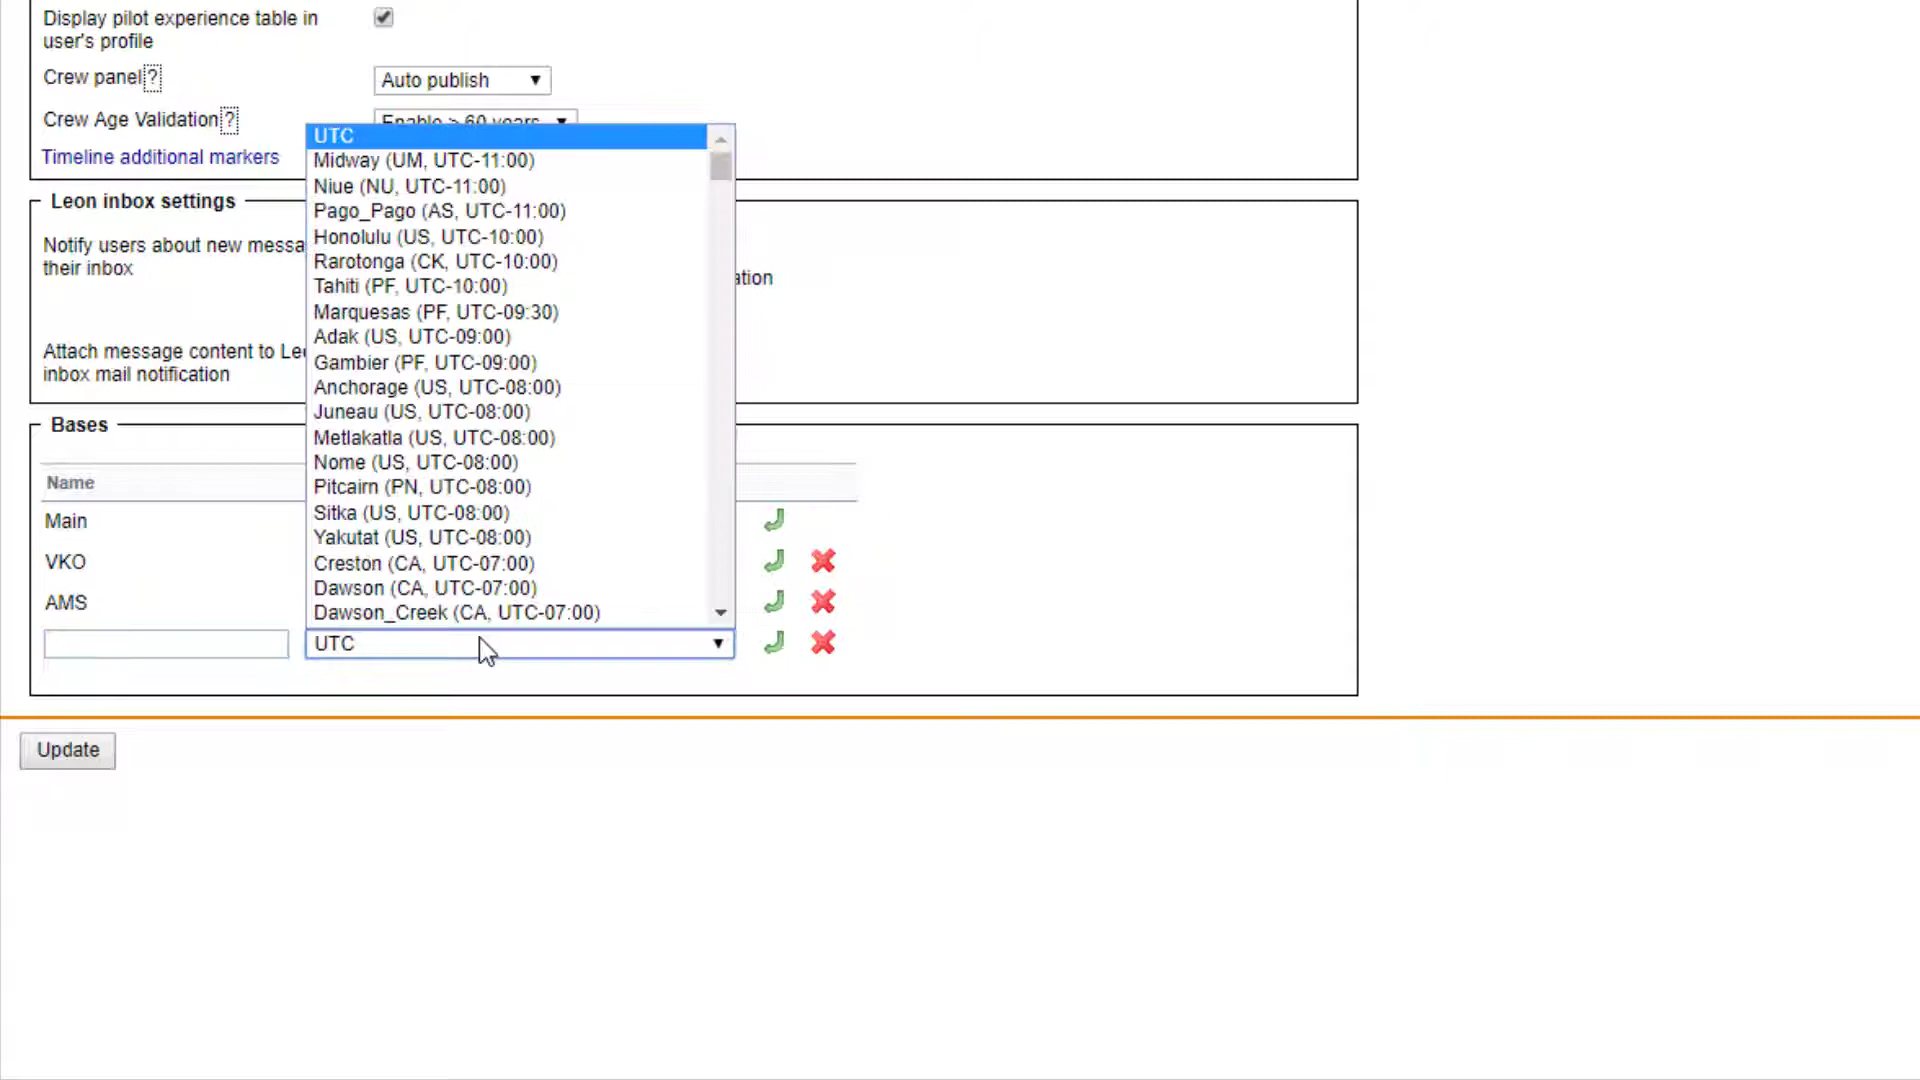 Display pilot experience table in
user's profile
Crew panel ?
Auto publish
Crew Age Validation ?
Enable > 60 years
Timeline additional markers
UTC
Midway (UM, UTC-11:00)
Niue (NU, UTC-11:00)
Pago_Pago (AS, UTC-11:00)
Honolulu (US, UTC-10:00)
Rarotonga (CK, UTC-10:00)
Tahiti (PF, UTC-10:00)
Marquesas (PF, UTC-09:30)
Adak (US, UTC-09:00)
Gambier (PF, UTC-09:00)
Anchorage (US, UTC-08:00)
Juneau (US, UTC-08:00)
Metlakatla (US, UTC-08:00)
Nome (US, UTC-08:00)
Pitcairn (PN, UTC-08:00)
Sitka (US, UTC-08:00)
Yakutat (US, UTC-08:00)
Creston (CA, UTC-07:00)
Dawson (CA, UTC-07:00)
Dawson_Creek (CA, UTC-07:00)
Leon inbox settings
Notify users about new messa
their inbox
ation
Attach message content to Le
inbox mail notification
Bases
Name
Main
VKO
AMS
UTC
Update